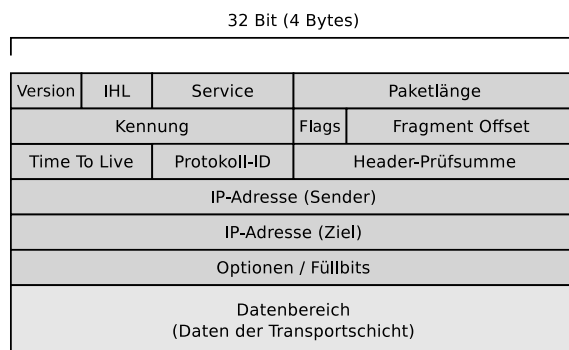 32 Bit (4 Bytes)
Version IHL Service Paketlänge
Kennung Flags Fragment Offset
Time To Live Protokoll-ID Header-Prüfsumme
IP-Adresse (Sender)
IP-Adresse (Ziel)
Optionen / Füllbits
Datenbereich
(Daten der Transportschicht)